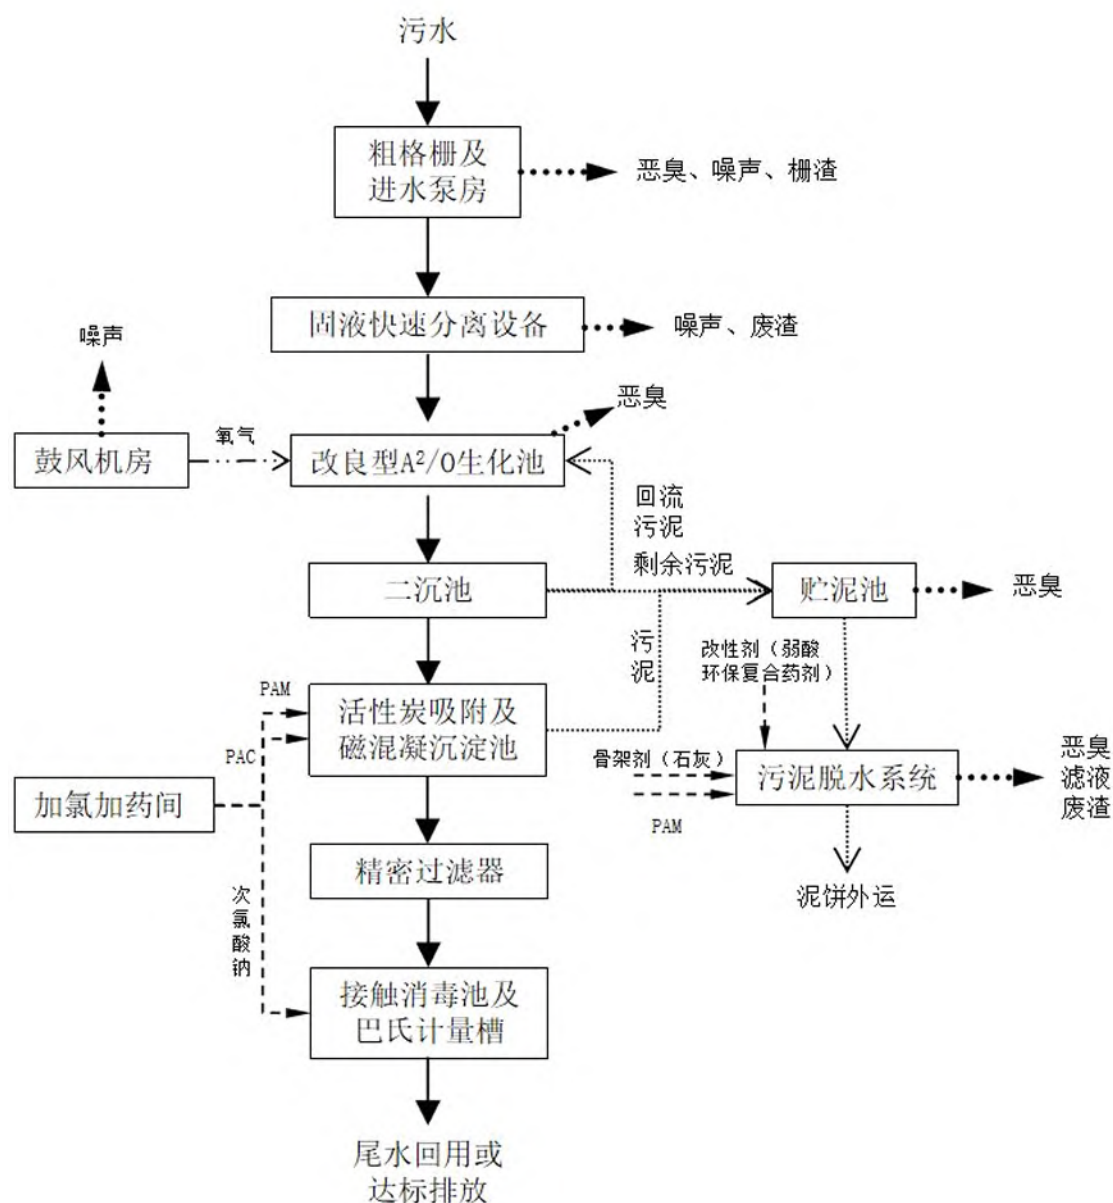 污水
粗格栅及
进水泵房
恶臭、噪声、栅渣
固液快速分离设备
噪声、废渣
噪声
恶臭
鼓风机房
氧气
改良型A²/O生化池
回流
污泥
剩余污泥
二沉池
贮泥池
恶臭
污
泥
改性剂（弱酸
环保复合药剂）
PAM
活性炭吸附及
磁混凝沉淀池
PAC
骨架剂（石灰）
污泥脱水系统
恶臭
滤液
废渣
加氯加药间
PAM
精密过滤器
泥饼外运
次
氯
酸
钠
接触消毒池及
巴氏计量槽
尾水回用或
达标排放